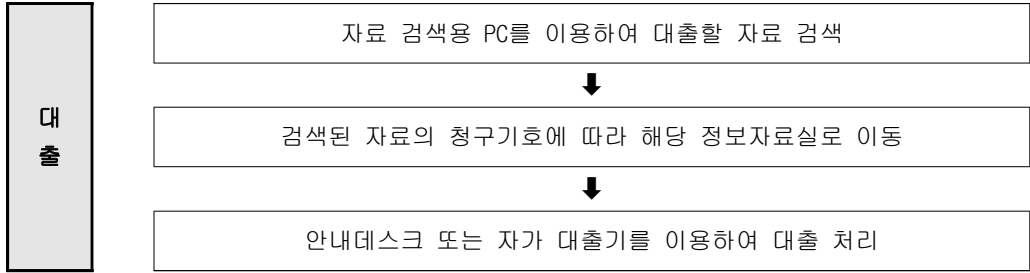 대
출
자료 검색용 PC를 이용하여 대출할 자료 검색
⬇
검색된 자료의 청구기호에 따라 해당 정보자료실로 이동
⬇
안내데스크 또는 자가 대출기를 이용하여 대출 처리